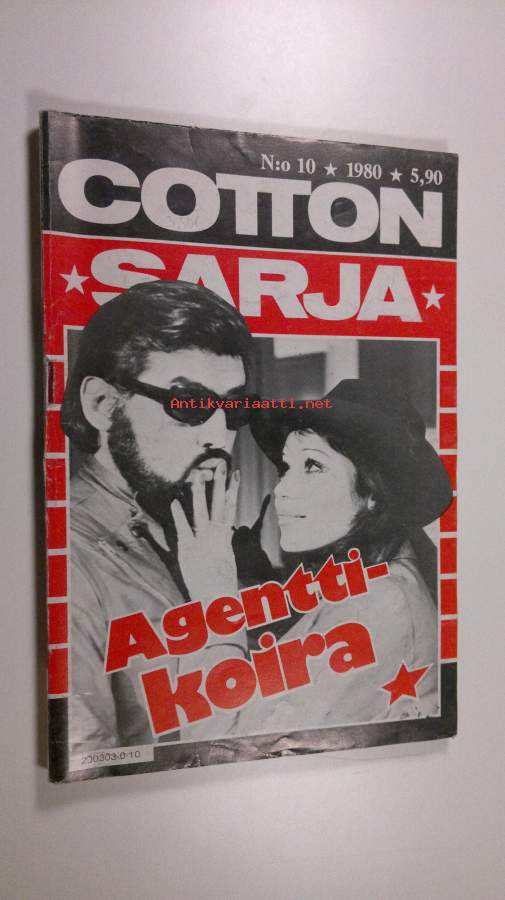 N:o 10 ★ 1980 ★ 5,90
COTTON
★ SARJA ★
Antikvariaatti.net
Agentti-
koira
200303-0-10